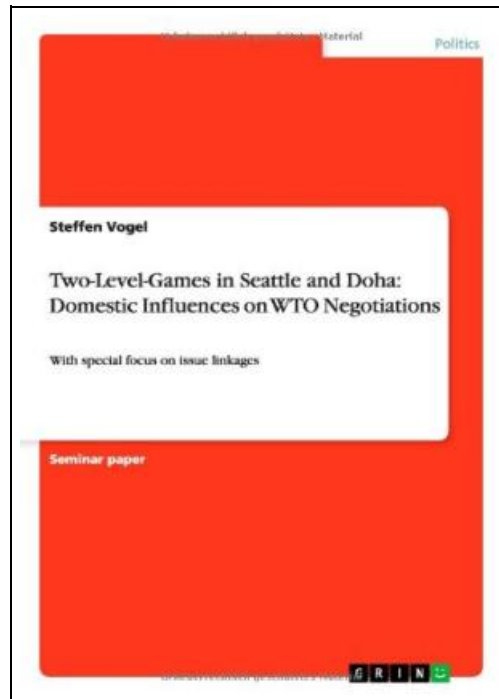 Politics
Steffen Vogel
Two-Level-Games in Seattle and Doha:
Domestic Influences on WTO Negotiations
With special focus on issue linkages
Seminar paper
G R I N